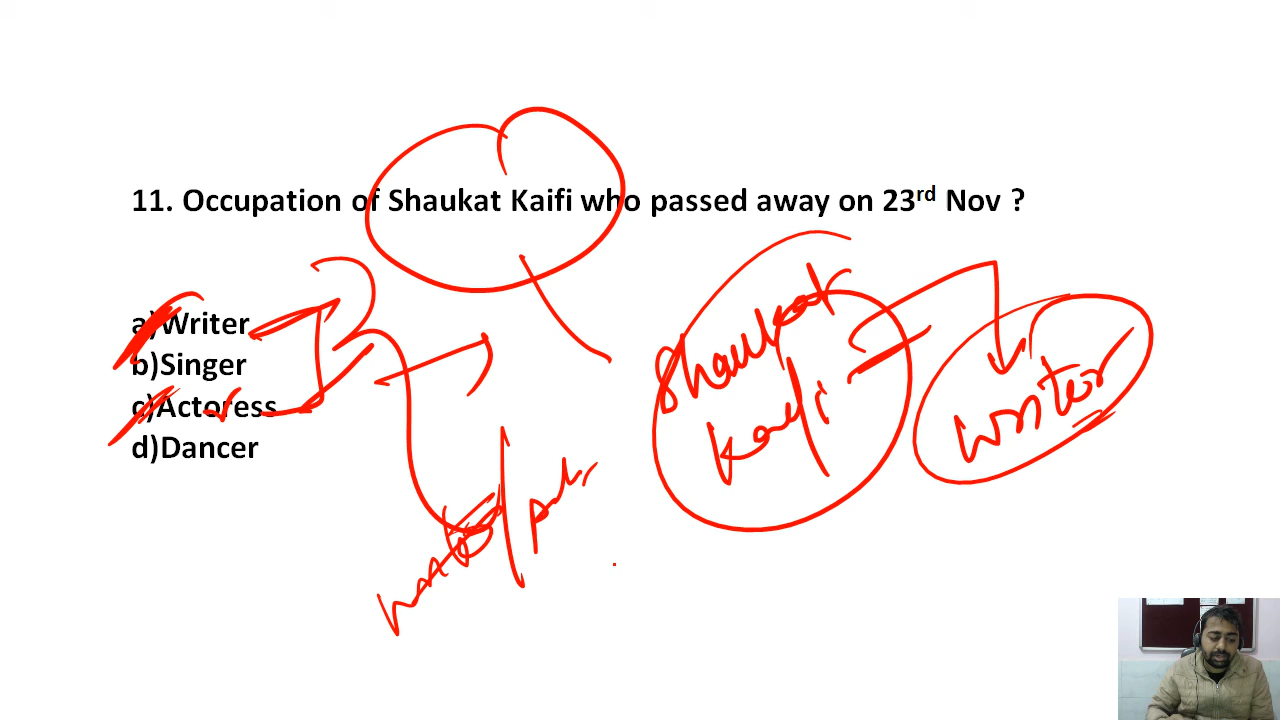 11. Occupation of Shaukat Kaifi who passed away on 23rd Nov ?
a)Writer
b)Singer
c)Actoress
d)Dancer
Shaukat
Kaifi
writer